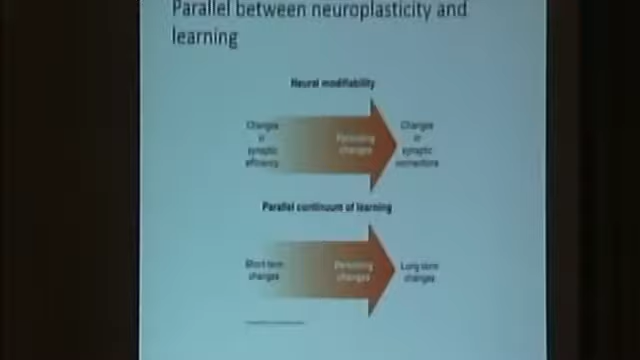 Parallel between neuroplasticity and
learning
Neural modifiability
Changes
in
synaptic
efficiency
Persisting
changes
Changes
in
synaptic
connections
Parallel continuum of learning
Short term
changes
Persisting
changes
Long term
changes